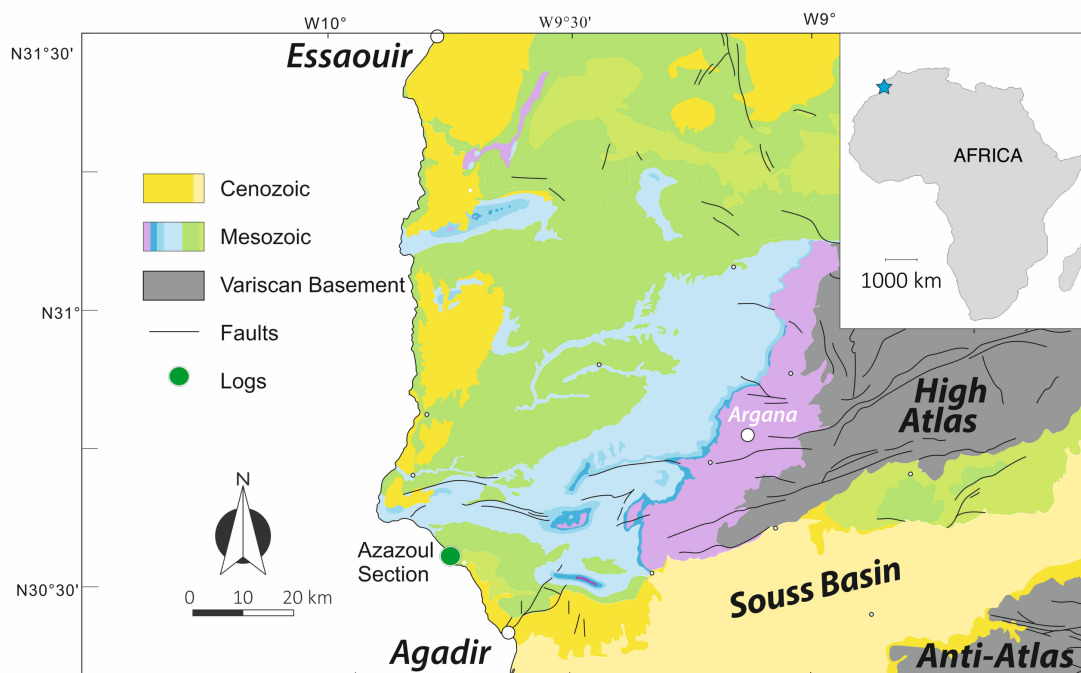 W10°
W9°30'
W9°
N31°30'
Essaouir
AFRICA
1000 km
Cenozoic
Mesozoic
Variscan Basement
Faults
Logs
N31°
High
Atlas
Argana
N
Azazoul
Section
N30°30'
0 10 20 km
Souss Basin
Agadir
Anti-Atlas